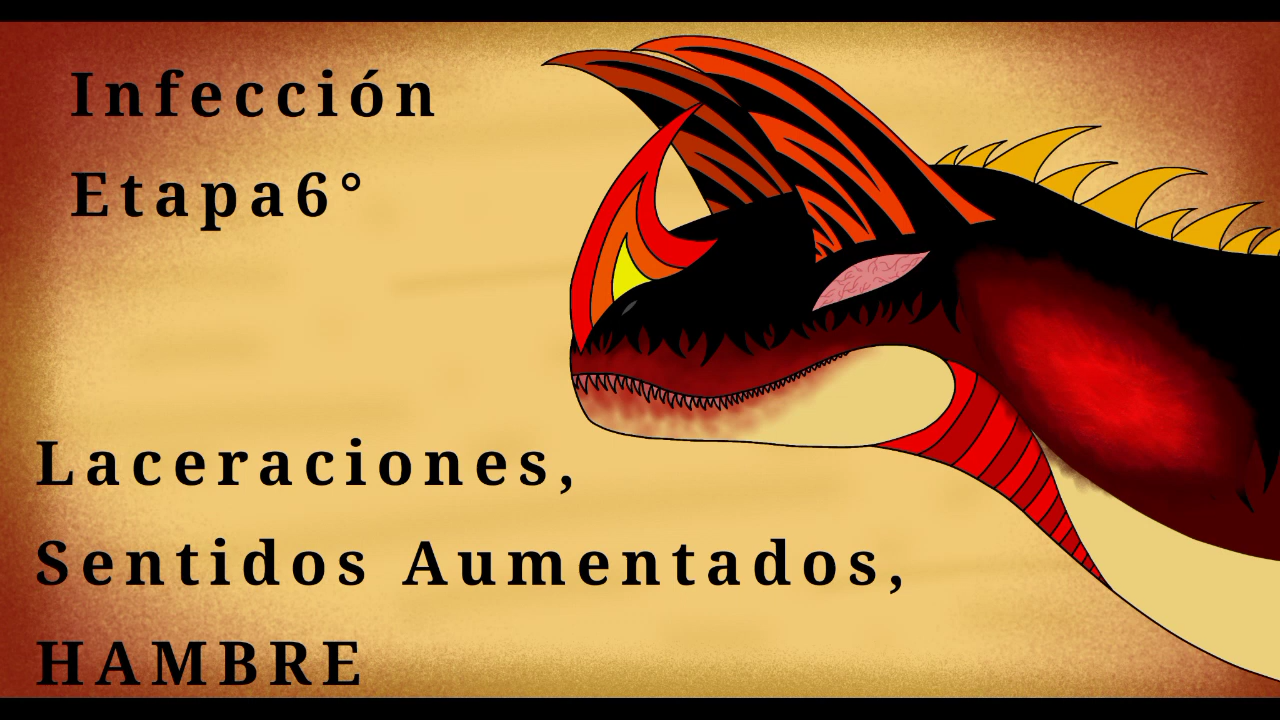 Infección
Etapa6°
Laceraciones,
Sentidos Aumentados,
HAMBRE